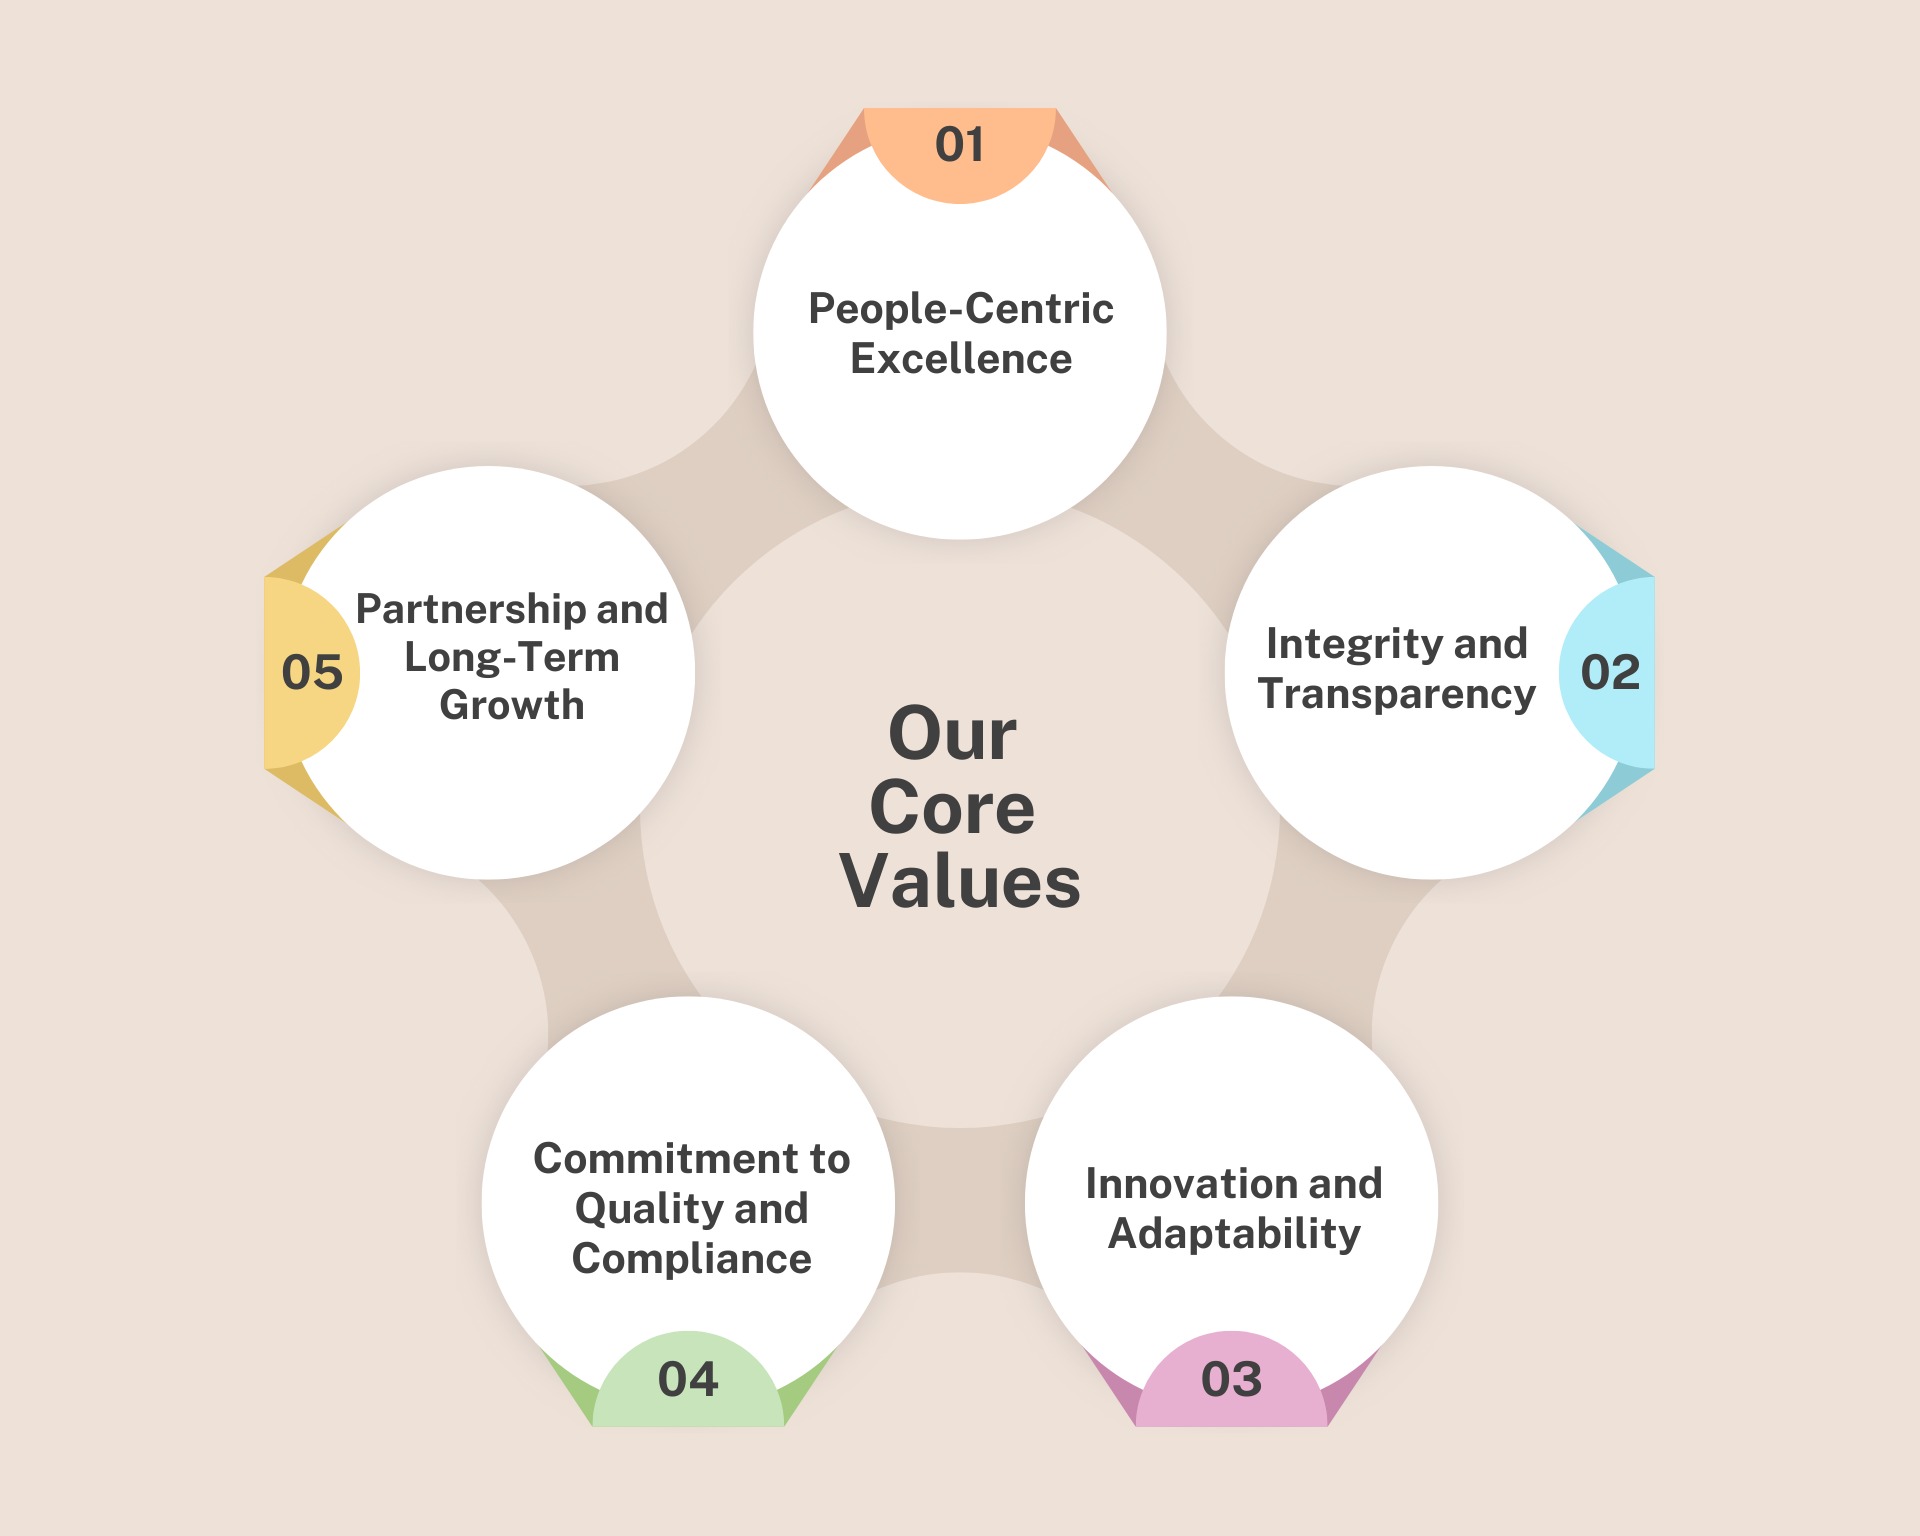 01
People-Centric
Excellence
02
Integrity and
Transparency
03
Innovation and
Adaptability
04
Commitment to
Quality and
Compliance
05
Partnership and
Long-Term
Growth
Our
Core
Values